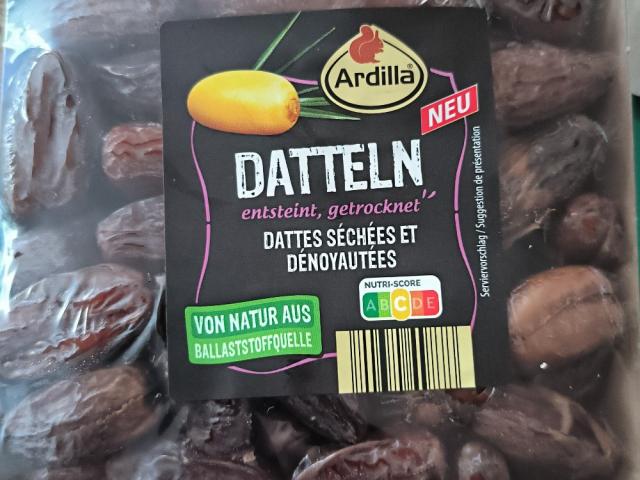 Ardilla®
NEU
DATTELN
entsteint, getrocknet
DATTES SÉCHÉES ET
DÉNOYAUTÉES
NUTRI-SCORE
A B C D E
VON NATUR AUS
BALLASTSTOFFQUELLE
Serviervorschlag / Suggestion de présentation